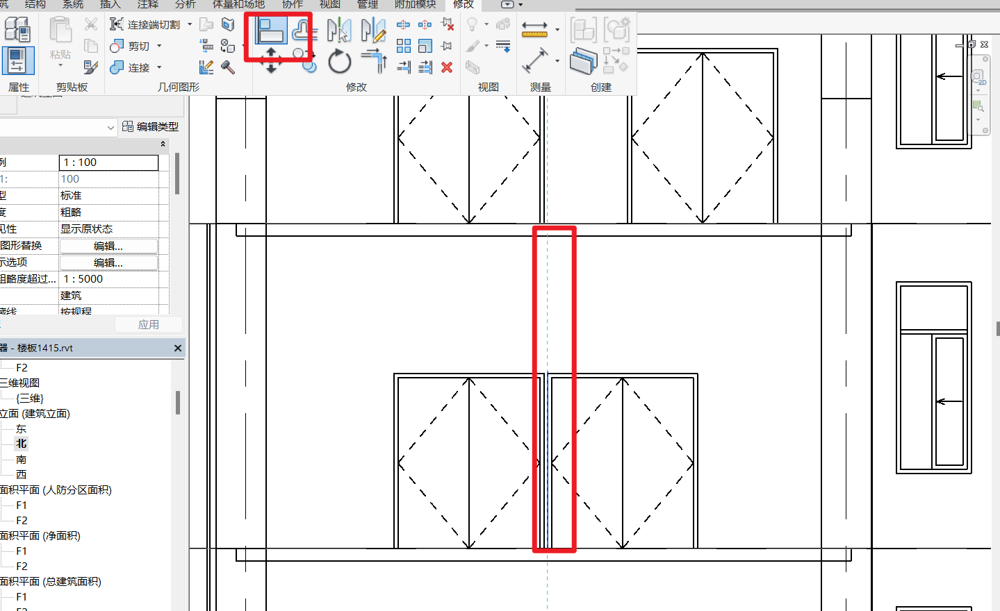 筑 结构 系统 插入 注释 分析 体量和场地 协作 视图 管理 附加模块 修改
连接端切割
剪切
粘贴
连接
属性 剪贴板 几何图形 修改 视图 测量 创建
2D
编辑类型
例 1 : 100
1: 100
型 标准
度 粗略
见性 显示原状态
图形替换 编辑...
示选项 编辑...
粗略度超过... 1 : 5000
建筑
藏线 按规程
应用
器 - 楼板1415.rvt
F2
三维视图
{三维}
立面 (建筑立面)
东
北
南
西
面积平面 (人防分区面积)
F1
F2
面积平面 (净面积)
F1
F2
面积平面 (总建筑面积)
F1
F2